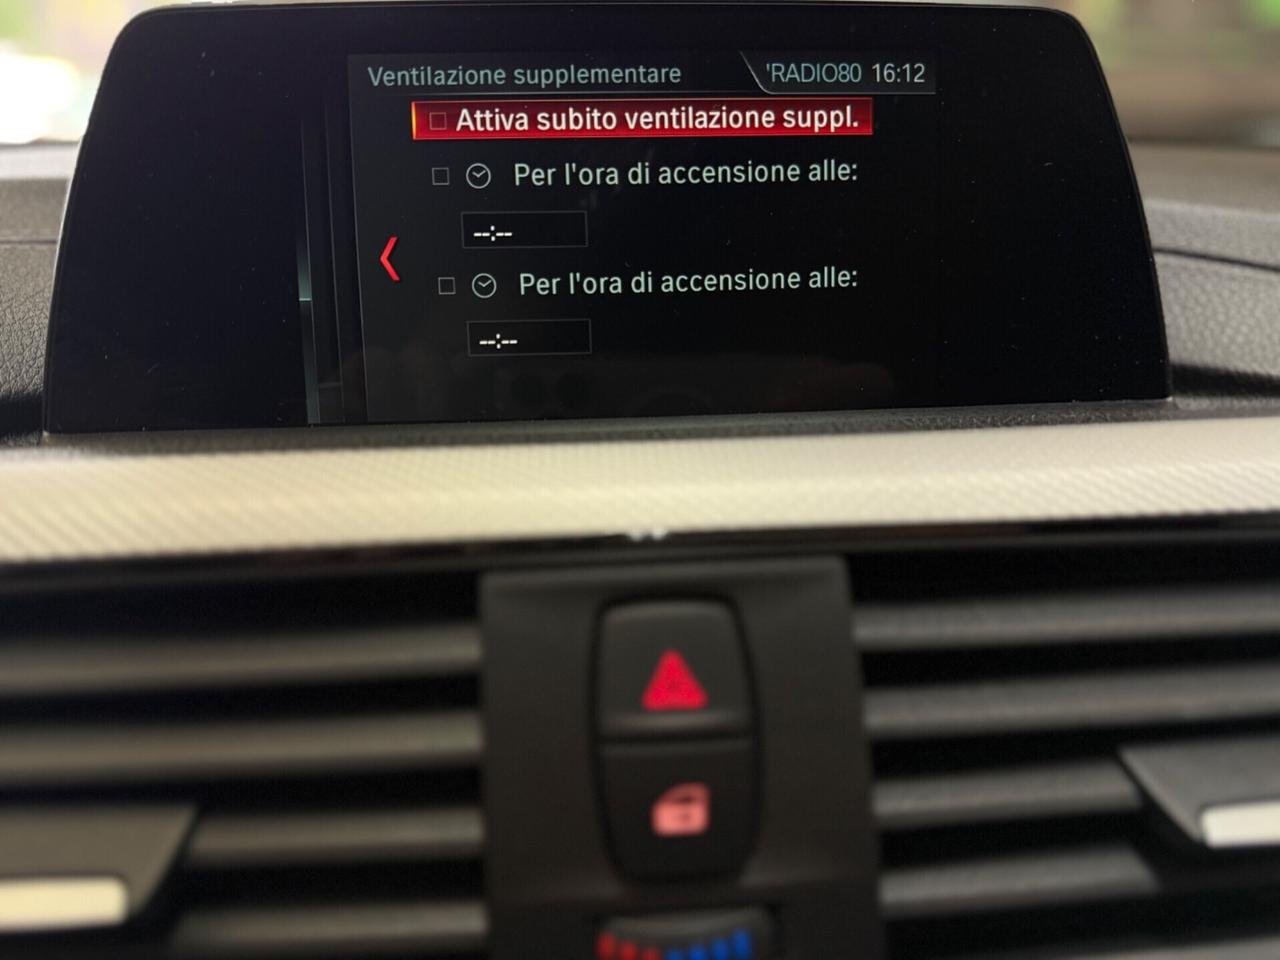 Ventilazione supplementare
'RADIO80 16:12
Attiva subito ventilazione suppl.
Per l'ora di accensione alle:
--:--
Per l'ora di accensione alle:
--:--